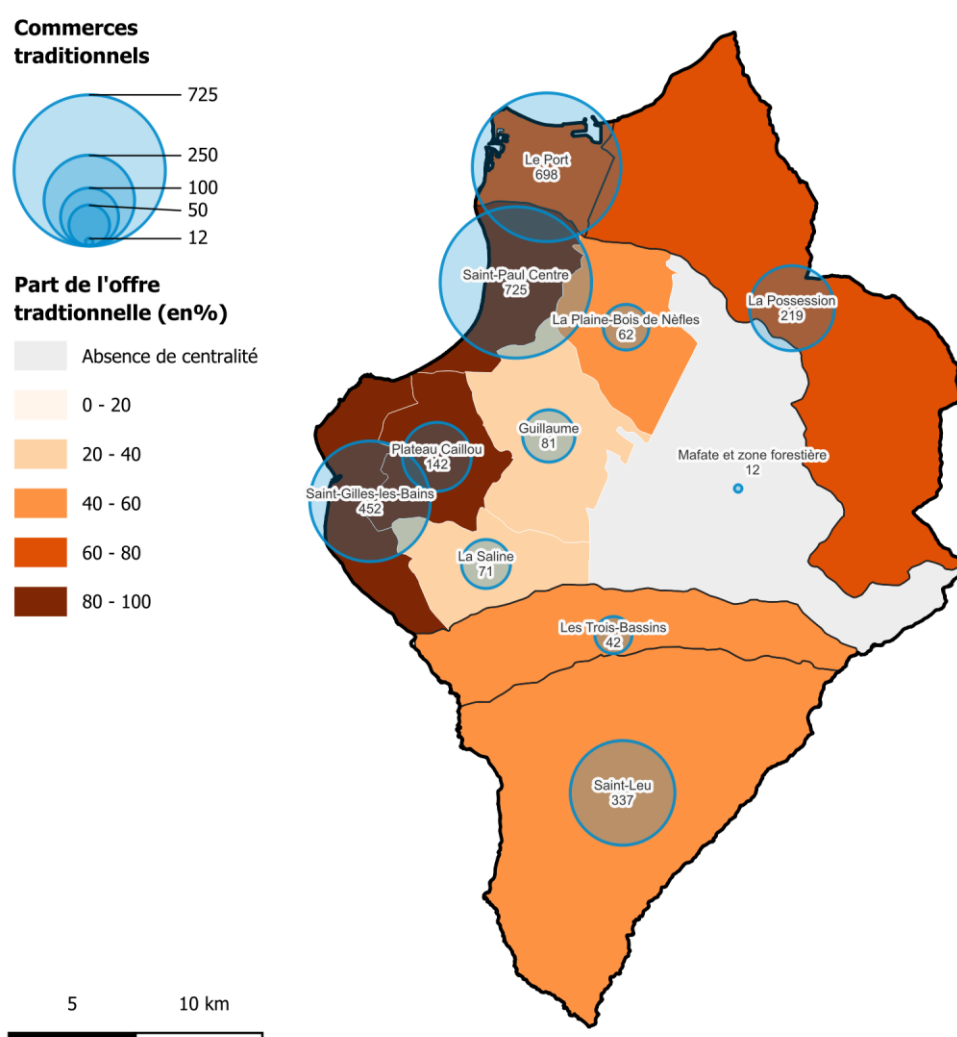 Commerces
traditionnels
725
250
100
50
12
Part de l'offre
tradtionnelle (en%)
Absence de centralité
0 - 20
20 - 40
40 - 60
60 - 80
80 - 100
Le Port
698
Saint-Paul Centre
725
La Possession
219
La Plaine-Bois de Nèfles
62
Guillaume
81
Plateau Caillou
142
Mafate et zone forestière
12
Saint-Gilles-les-Bains
452
La Saline
71
Les Trois-Bassins
42
Saint-Leu
337
5 10 km